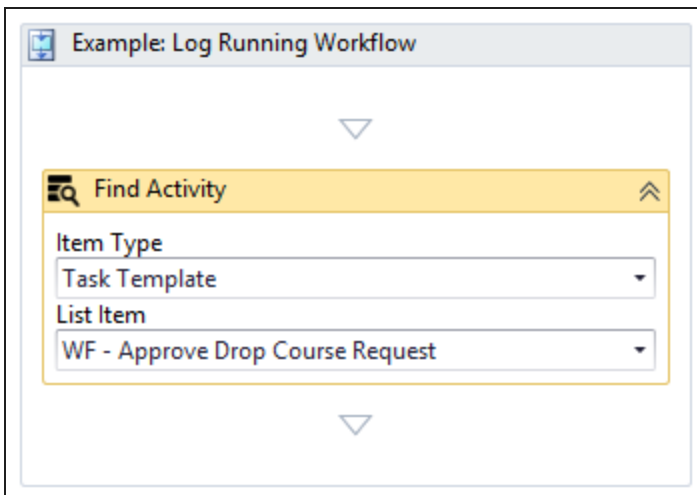 Example: Log Running Workflow
Find Activity
Item Type
Task Template
List Item
WF - Approve Drop Course Request